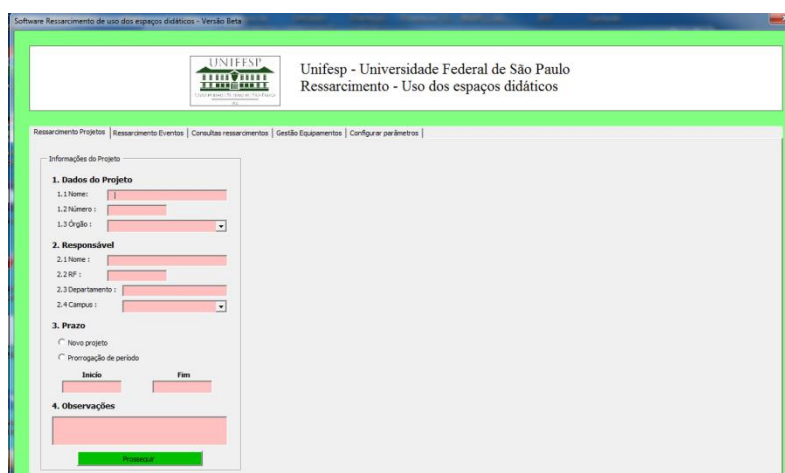 Software Ressarcimento de uso dos espaços didáticos - Versão Beta
UNIFESP
Unifesp - Universidade Federal de São Paulo
Ressarcimento - Uso dos espaços didáticos
Ressarcimento Projetos | Ressarcimento Eventos | Consultas ressarcimentos | Gestão Equipamentos | Configurar parâmetros |
Informações do Projeto
1. Dados do Projeto
1.1 Nome:
1.2 Número :
1.3 Órgão :
2. Responsável
2.1 Nome :
2.2 RF :
2.3 Departamento :
2.4 Campus :
3. Prazo
Novo projeto
Prorrogação de período
Início Fim
4. Observações
Prosseguir